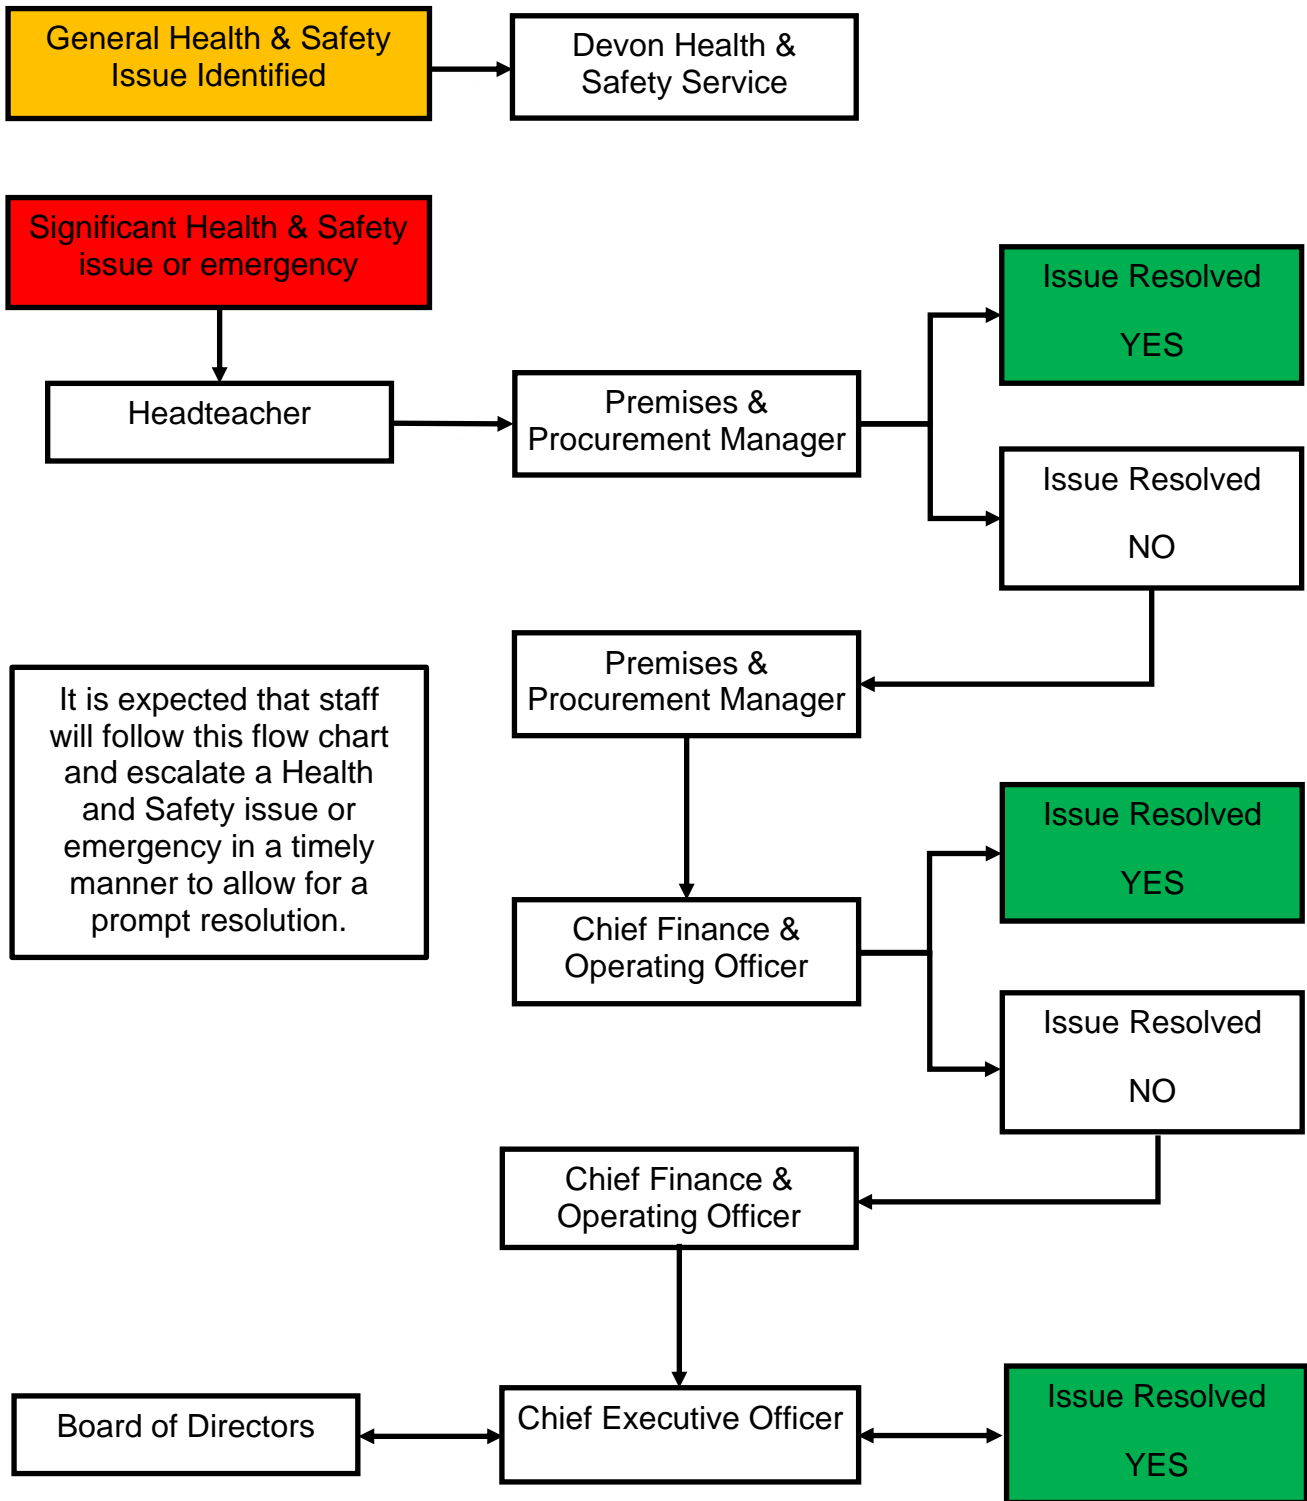 General Health & Safety
Issue Identified
Devon Health &
Safety Service
Significant Health & Safety
issue or emergency
Issue Resolved
YES
Headteacher
Premises &
Procurement Manager
Issue Resolved
NO
Premises &
Procurement Manager
It is expected that staff
will follow this flow chart
and escalate a Health
and Safety issue or
emergency in a timely
manner to allow for a
prompt resolution.
Issue Resolved
YES
Chief Finance &
Operating Officer
Issue Resolved
NO
Chief Finance &
Operating Officer
Board of Directors
Chief Executive Officer
Issue Resolved
YES